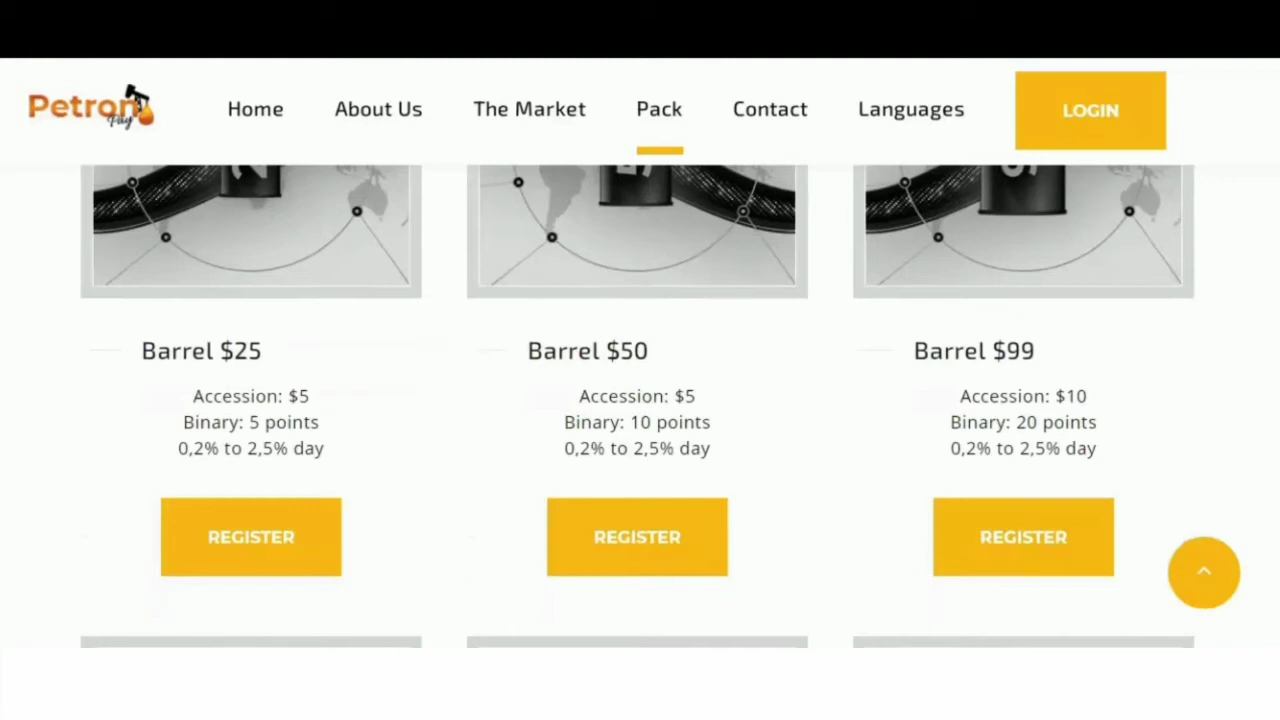 Petron
Pay
Home
About Us
The Market
Pack
Contact
Languages
LOGIN
Barrel $25
Accession: $5
Binary: 5 points
0,2% to 2,5% day
REGISTER
Barrel $50
Accession: $5
Binary: 10 points
0,2% to 2,5% day
REGISTER
Barrel $99
Accession: $10
Binary: 20 points
0,2% to 2,5% day
REGISTER